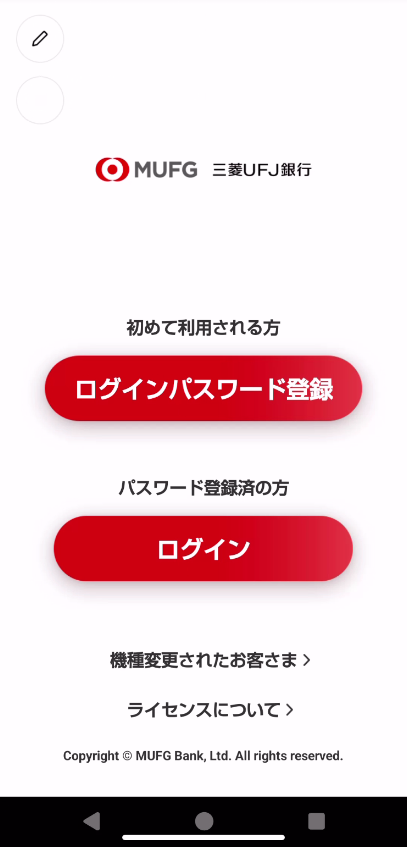 MUFG 三菱UFJ銀行
初めて利用される方
ログインパスワード登録
パスワード登録済の方
ログイン
機種変更されたお客さま >
ライセンスについて >
Copyright © MUFG Bank, Ltd. All rights reserved.